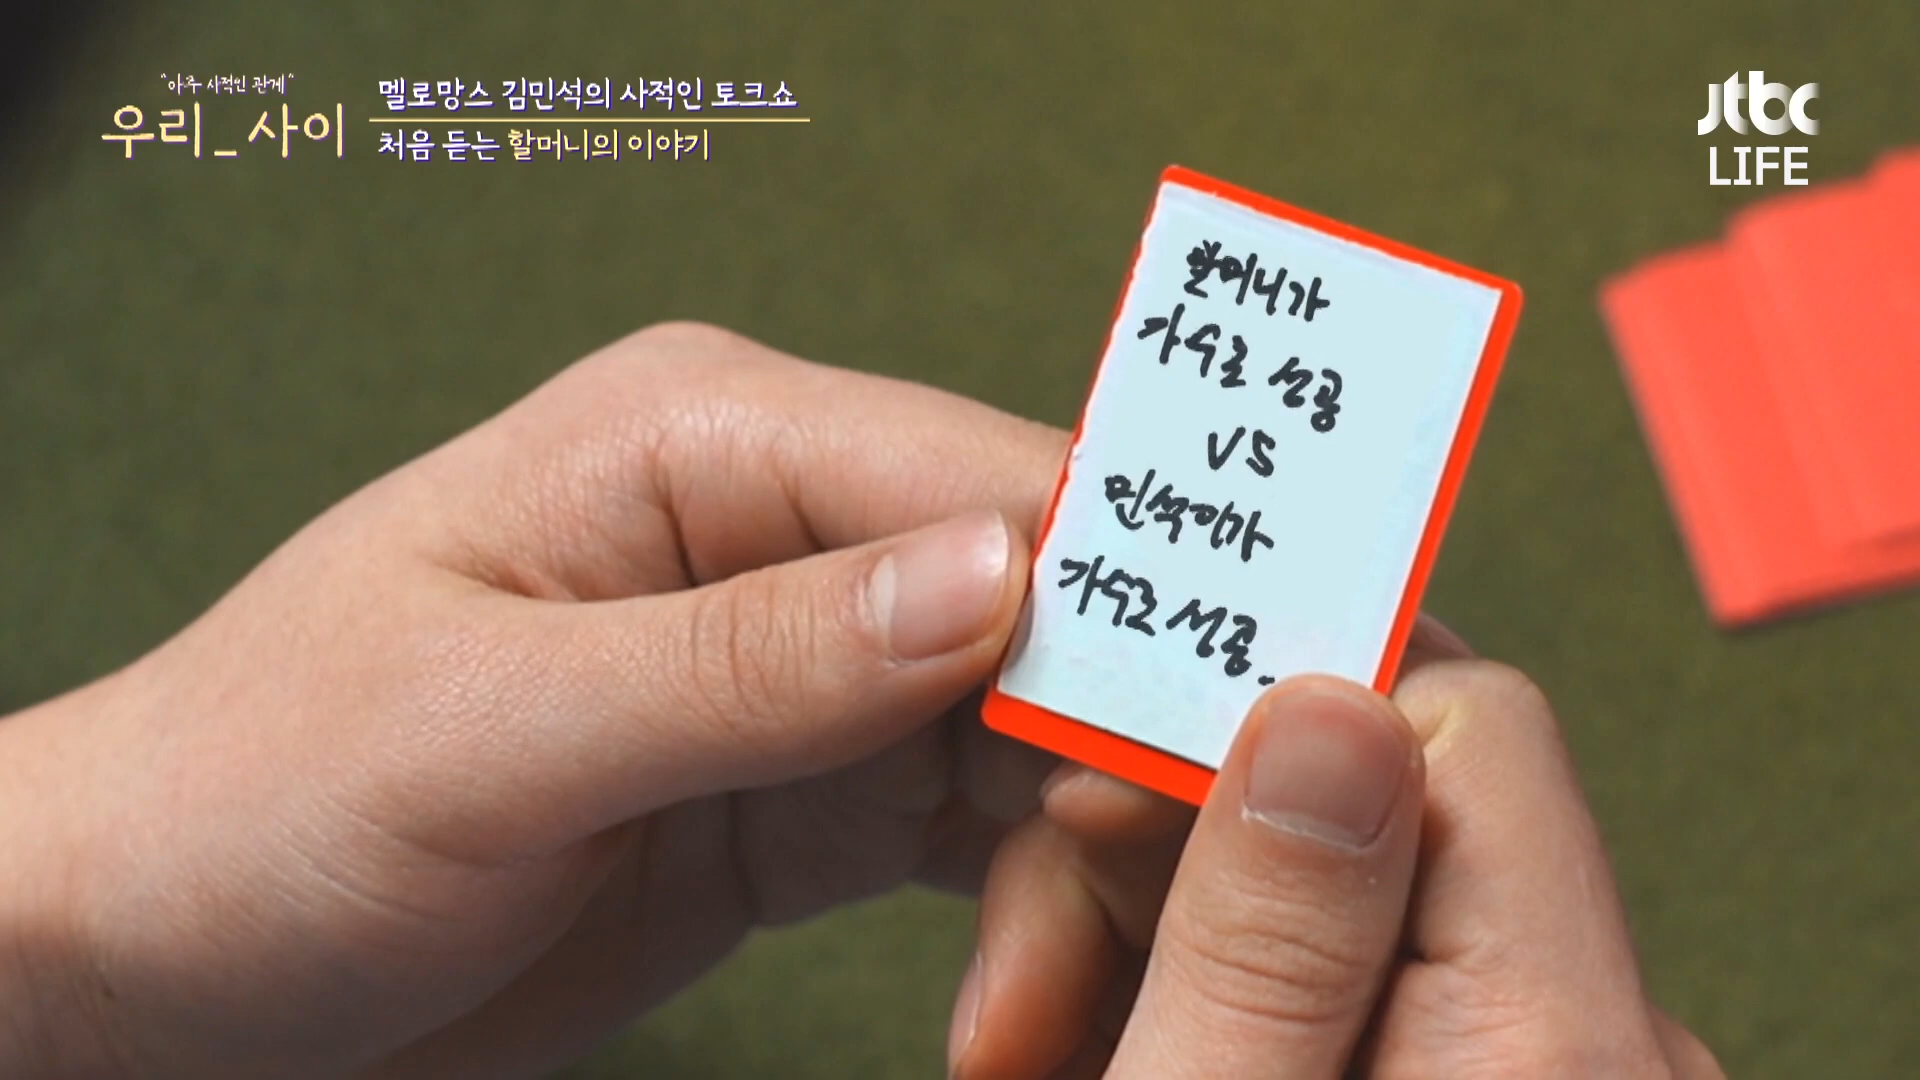 "아주 사적인 관계"
우리_사이
멜로망스 김민석의 사적인 토크쇼
처음 듣는 할머니의 이야기
jtbc
LIFE
할머니가
가수로 성공
VS
민석이가
가수로 성공..